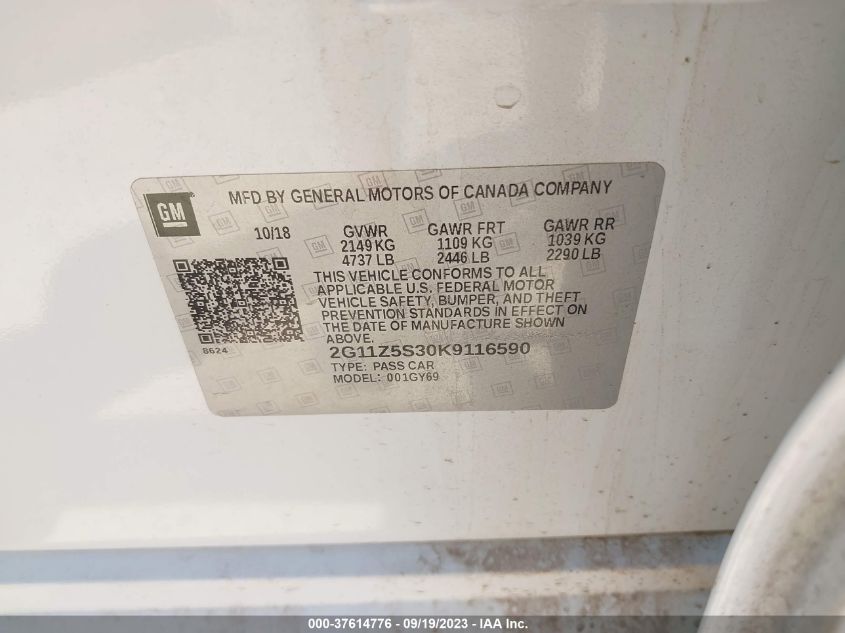 GM
MFD BY GENERAL MOTORS OF CANADA COMPANY
10/18 GVWR GAWR FRT GAWR RR
2149 KG 1109 KG 1039 KG
4737 LB 2446 LB 2290 LB
THIS VEHICLE CONFORMS TO ALL
APPLICABLE U.S. FEDERAL MOTOR
VEHICLE SAFETY, BUMPER, AND THEFT
PREVENTION STANDARDS IN EFFECT ON
THE DATE OF MANUFACTURE SHOWN
ABOVE.
8624
2G11Z5S30K9116590
TYPE: PASS CAR
MODEL: 001GY69
000-37614776 - 09/19/2023 - IAA Inc.